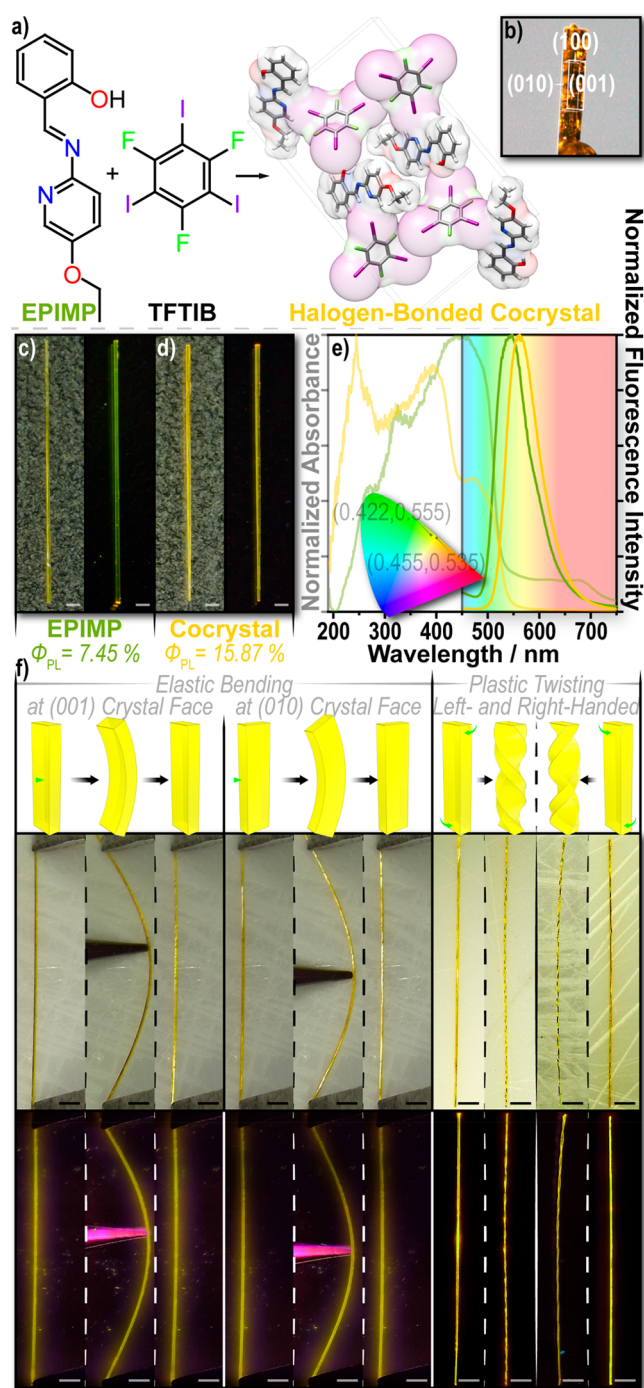 a)
OH
N
N
O
EPIMP
+
I
F
F
I
I
F
TFTIB
Halogen-Bonded Cocrystal
b)
(100)
(010)
(001)
c)
d)
EPIMP
ΦPL = 7.45 %
Cocrystal
ΦPL = 15.87 %
e)
Normalized Absorbance
Normalized Fluorescence
Intensity
(0.422,0.555)
(0.455,0.535)
200 300 400 500 600 700
Wavelength / nm
f)
Elastic Bending
at (001) Crystal Face
at (010) Crystal Face
Plastic Twisting
Left- and Right-Handed